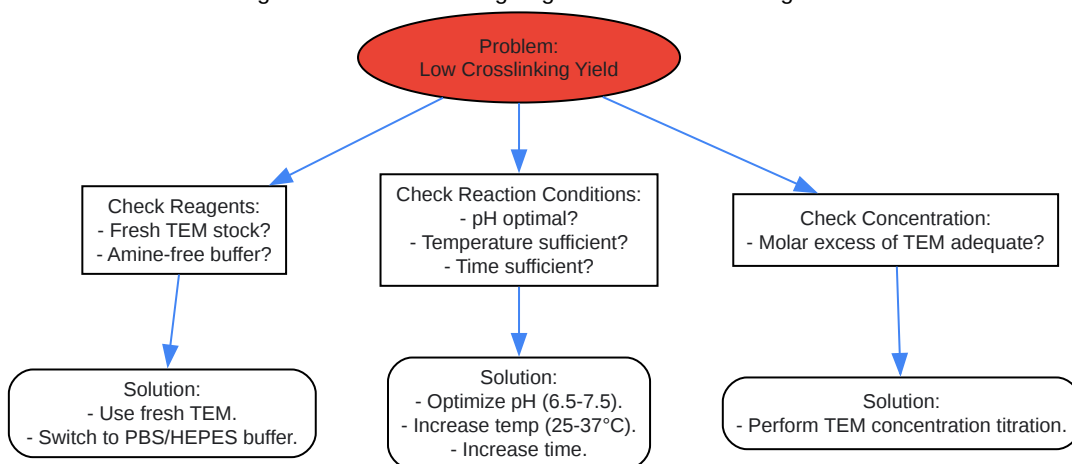 Problem:
Low Crosslinking Yield
Check Reagents:
- Fresh TEM stock?
- Amine-free buffer?
Check Reaction Conditions:
- pH optimal?
- Temperature sufficient?
- Time sufficient?
Check Concentration:
- Molar excess of TEM adequate?
Solution:
- Use fresh TEM.
- Switch to PBS/HEPES buffer.
Solution:
- Optimize pH (6.5-7.5).
- Increase temp (25-37°C).
- Increase time.
Solution:
- Perform TEM concentration titration.